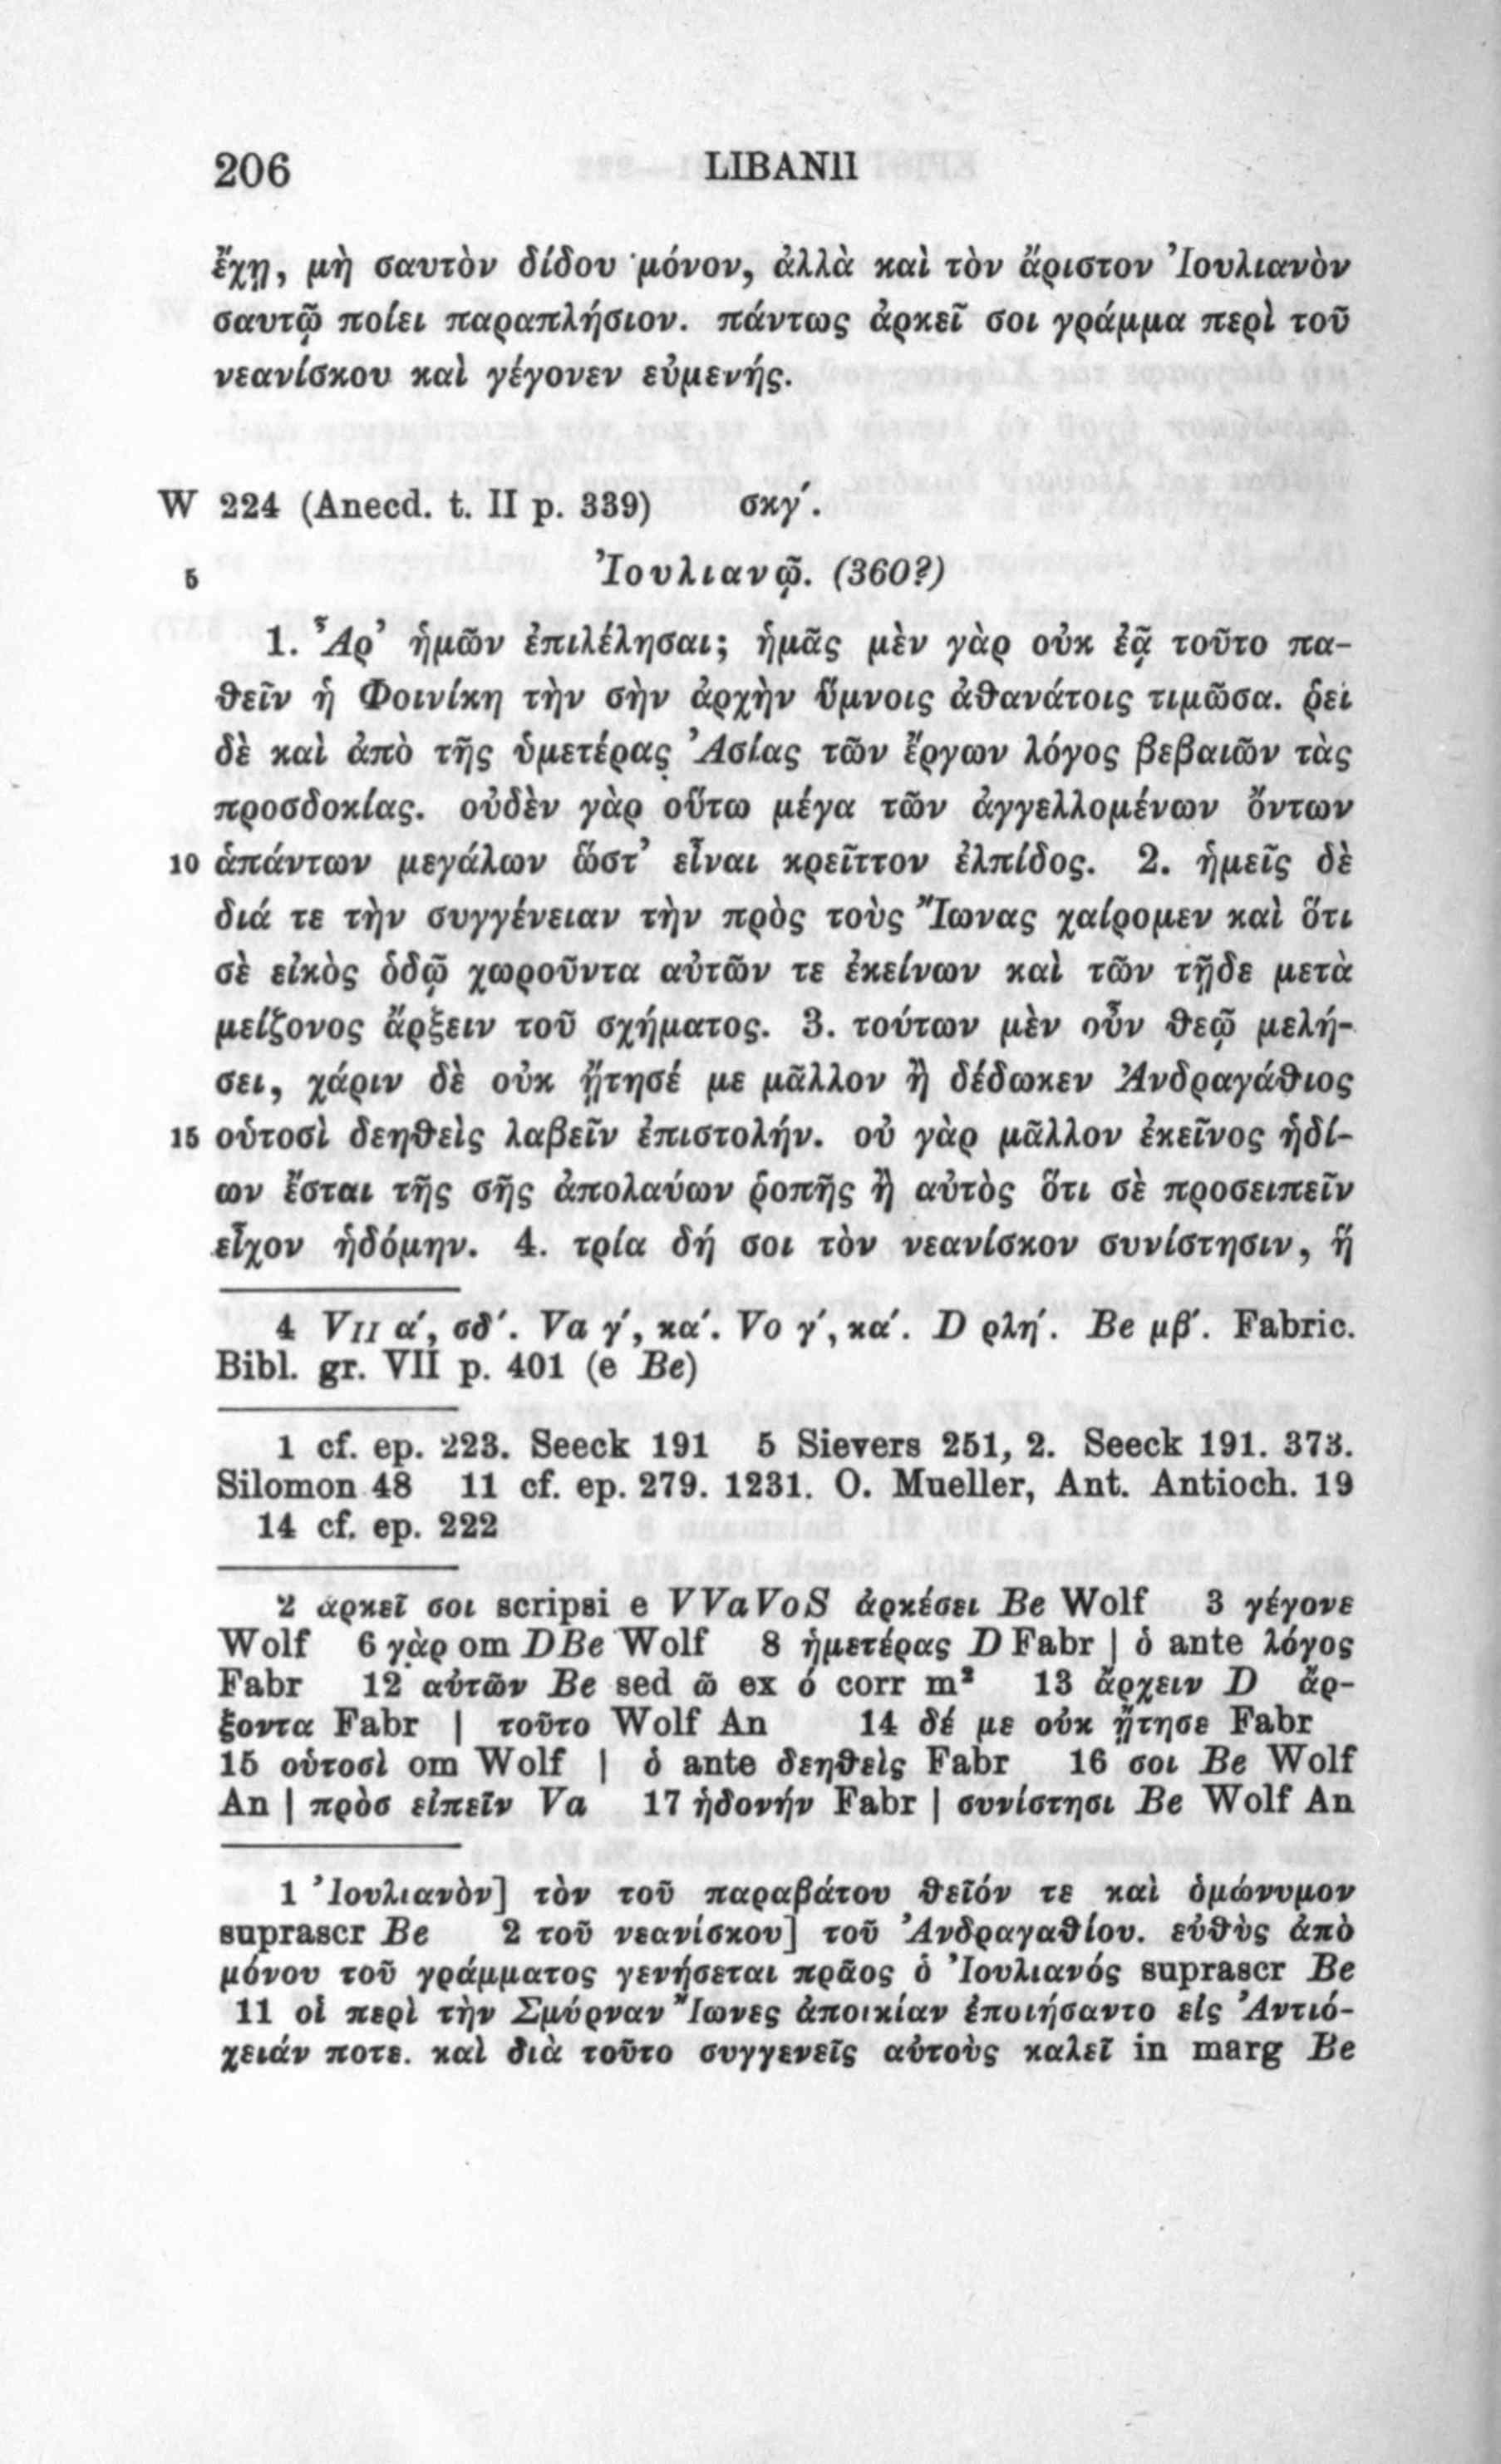 206 LIBANII
ἔχῃ, μὴ σαυτὸν δίδου μόνον, ἀλλὰ καὶ τὸν ἄριστον Ἰουλιανὸν
σαυτῷ ποίει παραπλήσιον. πάντως ἀρκεῖ σοι γράμμα περὶ τοῦ
νεανίσκου καὶ γέγονεν εὐμενής.
W 224 (Anecd. t. II p. 339) σκγ′.
5 Ἰουλιανῷ. (360?)
1. Ἆρ’ ἡμῶν ἐπιλέλησαι; ἡμᾶς μὲν γὰρ οὐκ ἐᾷ τοῦτο πα-
θεῖν ἡ Φοινίκη τὴν σὴν ἀρχὴν ὕμνοις ἀθανάτοις τιμῶσα. ῥεῖ
δὲ καὶ ἀπὸ τῆς ὑμετέρας Ἀσίας τῶν ἔργων λόγος βεβαιῶν τὰς
προσδοκίας. οὐδὲν γὰρ οὕτω μέγα τῶν ἀγγελλομένων ὄντων
10 ἁπάντων μεγάλων ὥστ’ εἶναι κρεῖττον ἐλπίδος. 2. ἡμεῖς δὲ
διά τε τὴν συγγένειαν τὴν πρὸς τοὺς Ἴωνας χαίρομεν καὶ ὅτι
σὲ εἰκὸς ὁδῷ χωροῦντα αὐτῶν τε ἐκείνων καὶ τῶν τῇδε μετὰ
μείζονος ἄρξειν τοῦ σχήματος. 3. τούτων μὲν οὖν θεῷ μελή-
σει, χάριν δὲ οὐκ ᾔτησέ με μᾶλλον ἢ δέδωκεν Ἀνδραγάθιος
15 οὑτοσὶ δεηθεὶς λαβεῖν ἐπιστολήν. οὐ γὰρ μᾶλλον ἐκεῖνος ἡδί-
ων ἔσται τῆς σῆς ἀπολαύων ῥοπῆς ἢ αὐτὸς ὅτι σὲ προσειπεῖν
εἶχον ἡδόμην. 4. τρία δή σοι τὸν νεανίσκον συνίστησιν, ἥ
4 VII α′, σδ′. Va γ′, κα′. Vo γ′, κα′. D ρλη′. Be μβ′. Fabric.
Bibl. gr. VII p. 401 (e Be)
1 cf. ep. 223. Seeck 191 5 Sievers 251, 2. Seeck 191. 373.
Silomon 48 11 cf. ep. 279. 1231. O. Mueller, Ant. Antioch. 19
14 cf. ep. 222
2 ἀρκεῖ σοι scripsi e V Va Vo S ἀρκέσει Be Wolf 3 γέγονε
Wolf 6 γὰρ om D Be Wolf 8 ἡμετέρας D Fabr | ὁ ante λόγος
Fabr 12 αὐτῶν Be sed ῶ ex ό corr m² 13 ἄρχειν D ἄρ-
ξοντα Fabr | τοῦτο Wolf An 14 δέ με οὐκ ᾔτησε Fabr
15 οὑτοσὶ om Wolf | ὁ ante δεηθεὶς Fabr 16 σοι Be Wolf
An | πρὸσ εἰπεῖν Va 17 ἡδονήν Fabr | συνίστησι Be Wolf An
1 Ἰουλιανὸν] τὸν τοῦ παραβάτου θεῖόν τε καὶ ὁμώνυμον
suprascr Be 2 τοῦ νεανίσκου] τοῦ Ἀνδραγαθίου. εὐθὺς ἀπὸ
μόνου τοῦ γράμματος γενήσεται πρᾶος ὁ Ἰουλιανός suprascr Be
11 οἱ περὶ τὴν Σμύρναν Ἴωνες ἀποικίαν ἐποιήσαντο εἰς Ἀντιό-
χειάν ποτε. καὶ διὰ τοῦτο συγγενεῖς αὐτοὺς καλεῖ in marg Be